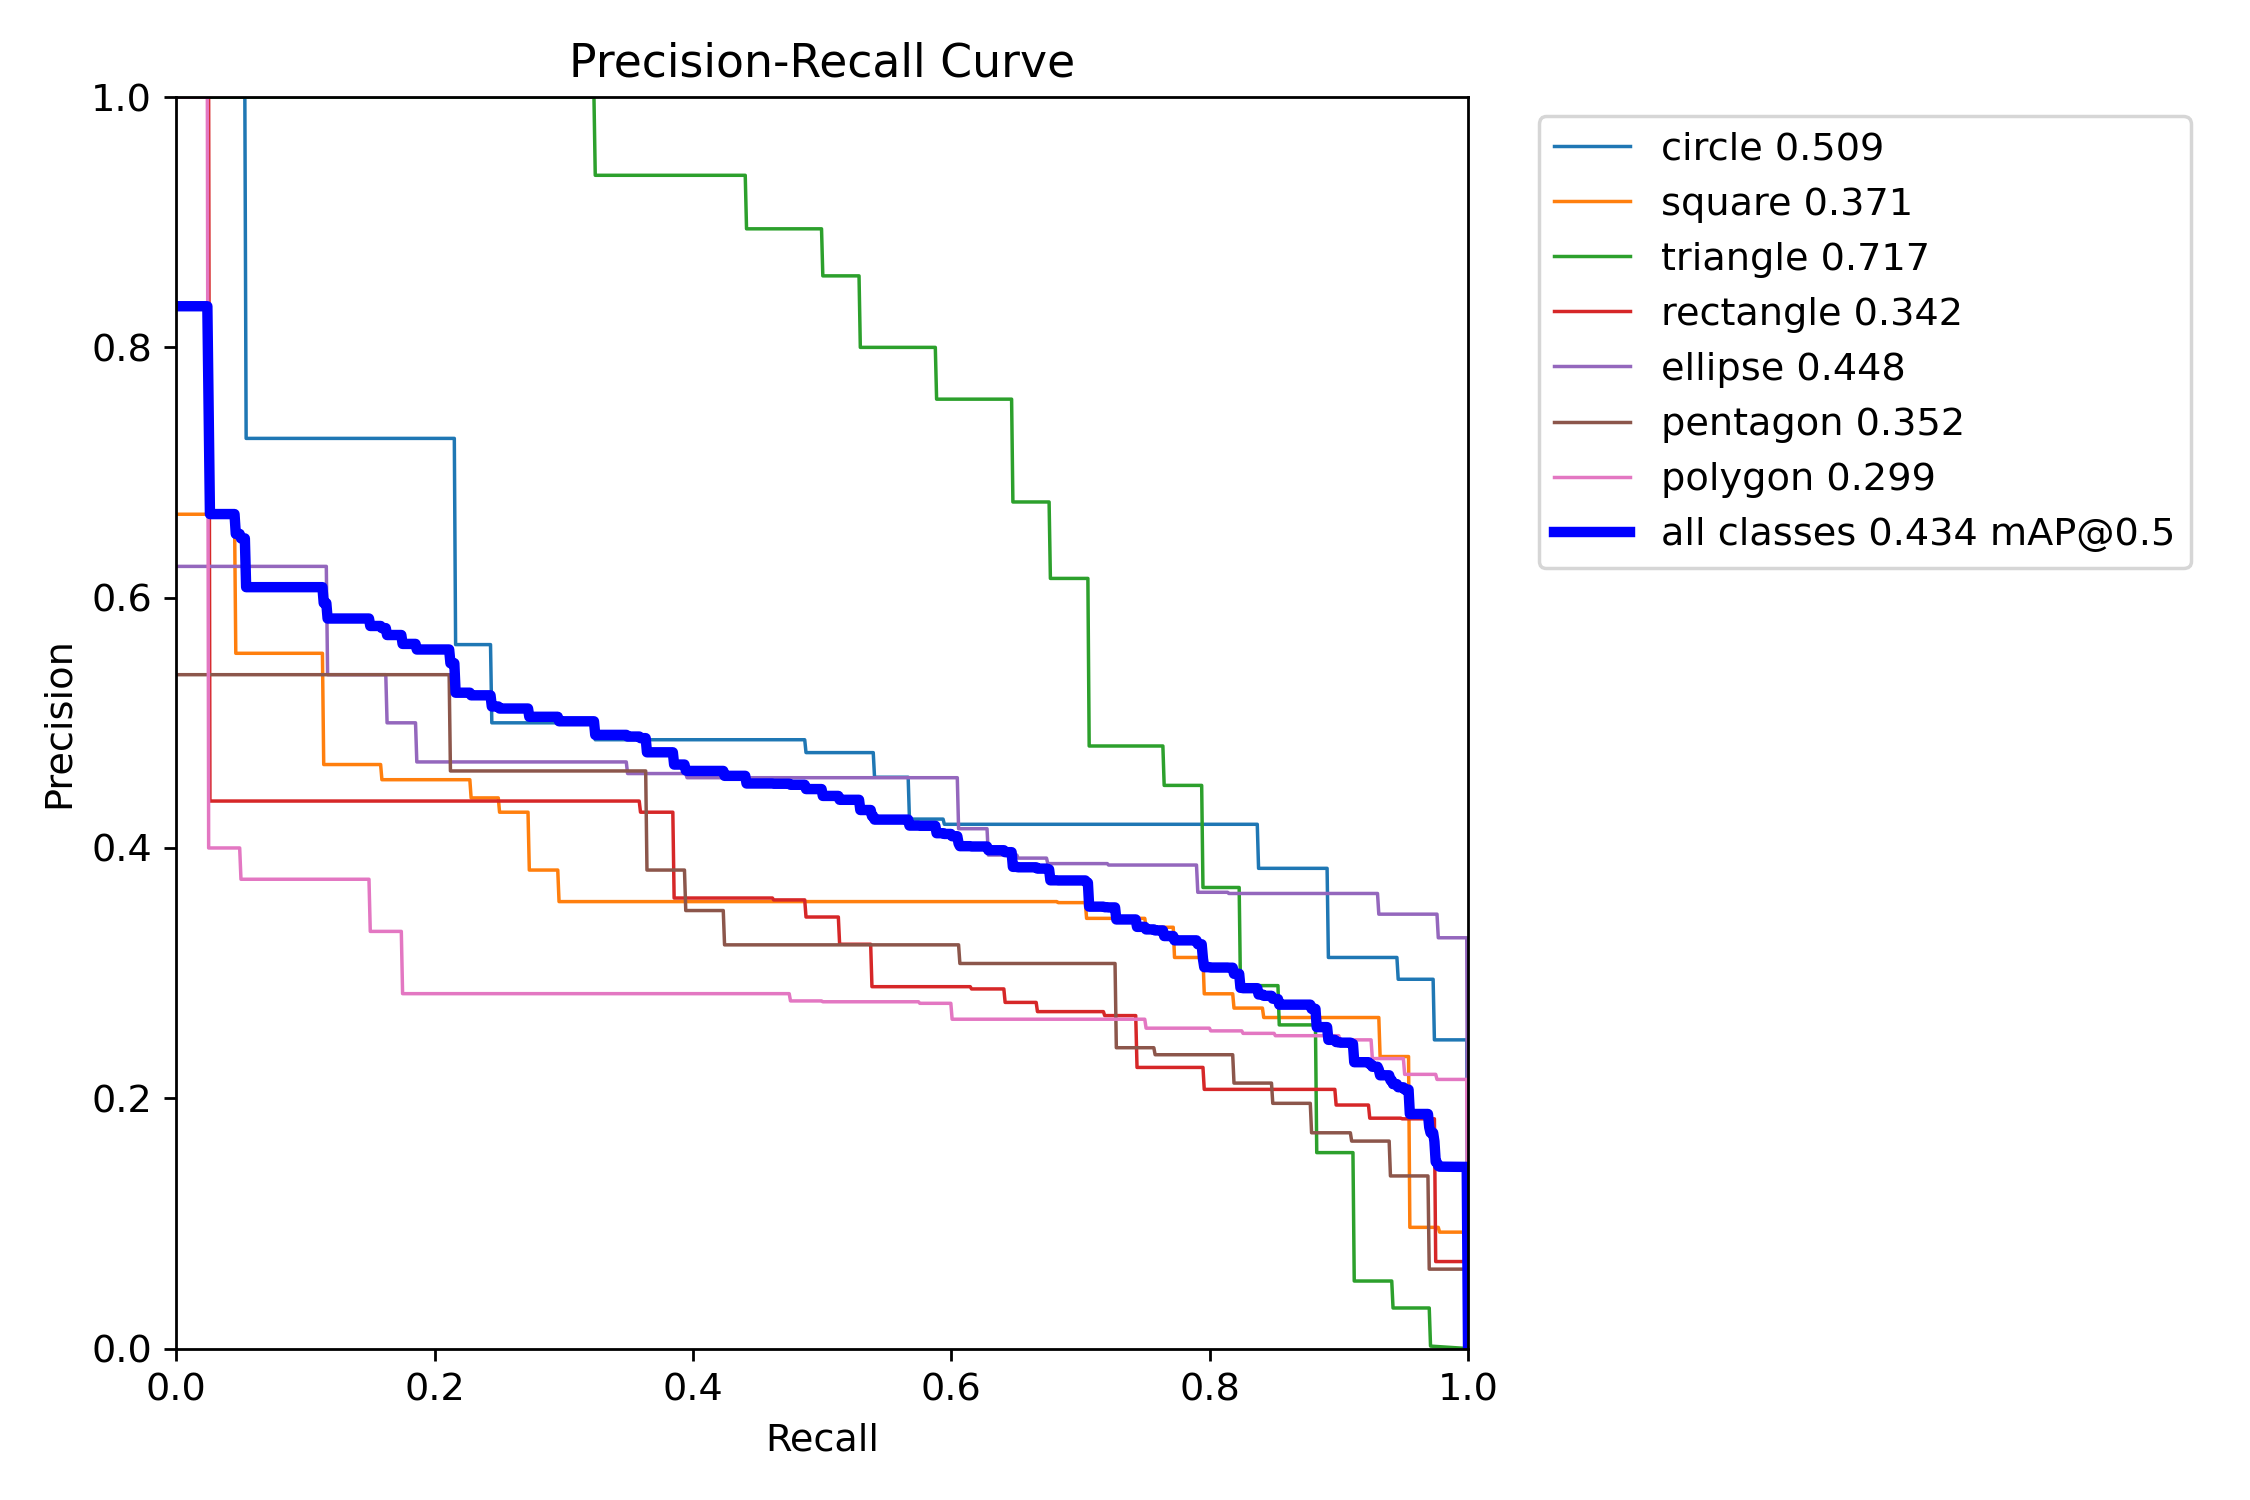 Precision-Recall Curve
1.0
0.8
0.6
0.4
0.2
0.0
Precision
0.0 0.2 0.4 0.6 0.8 1.0
Recall
circle 0.509
square 0.371
triangle 0.717
rectangle 0.342
ellipse 0.448
pentagon 0.352
polygon 0.299
all classes 0.434 mAP@0.5